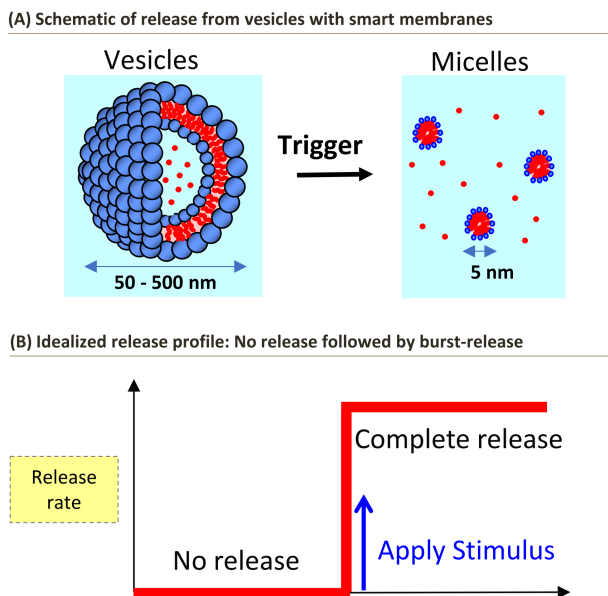 (A) Schematic of release from vesicles with smart membranes
Vesicles
Micelles
Trigger
50 - 500 nm
5 nm
(B) Idealized release profile: No release followed by burst-release
Complete release
Release
rate
No release
Apply Stimulus